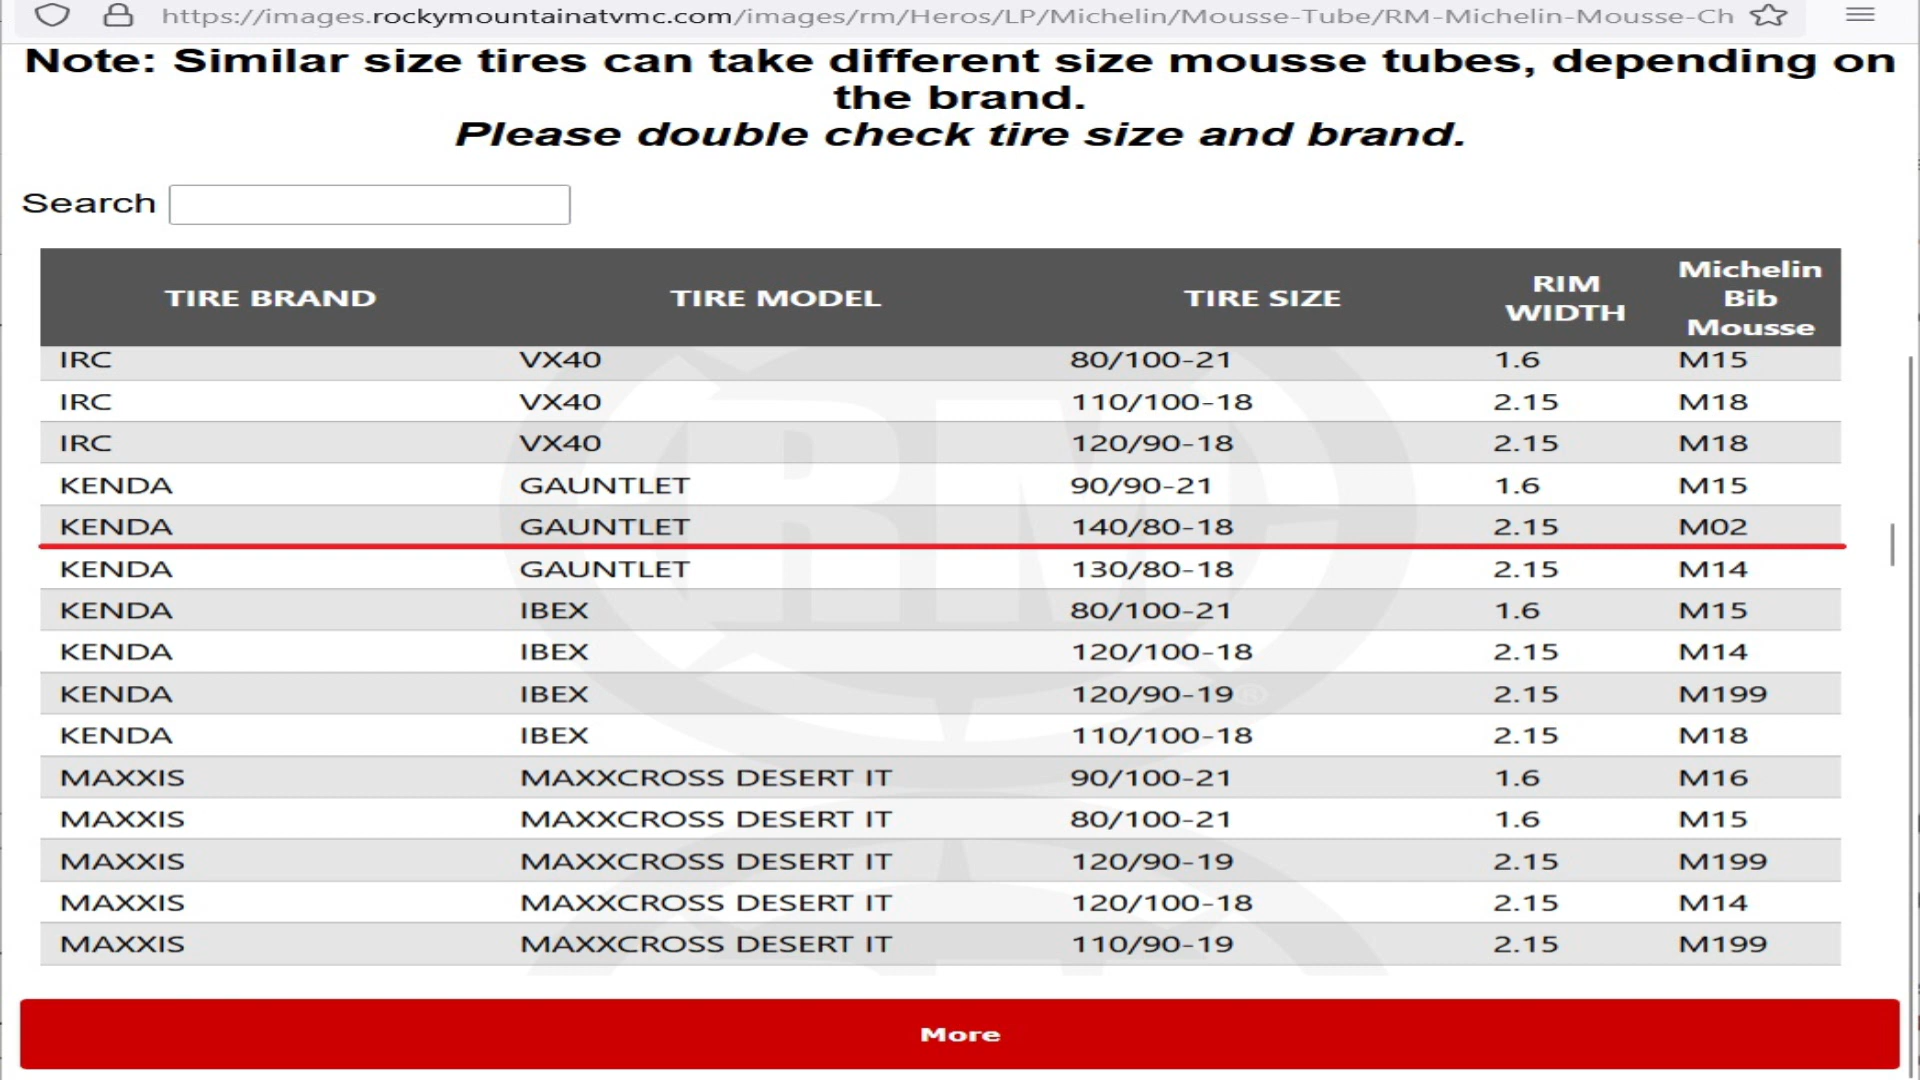 https://images.rockymountainatvmc.com/images/rm/Heros/LP/Michelin/Mousse-Tube/RM-Michelin-Mousse-Ch
Note: Similar size tires can take different size mousse tubes, depending on
the brand.
Please double check tire size and brand.
Search
TIRE BRAND TIRE MODEL TIRE SIZE RIM WIDTH Michelin Bib Mousse
IRC VX40 80/100-21 1.6 M15
IRC VX40 110/100-18 2.15 M18
IRC VX40 120/90-18 2.15 M18
KENDA GAUNTLET 90/90-21 1.6 M15
KENDA GAUNTLET 140/80-18 2.15 M02
KENDA GAUNTLET 130/80-18 2.15 M14
KENDA IBEX 80/100-21 1.6 M15
KENDA IBEX 120/100-18 2.15 M14
KENDA IBEX 120/90-19 2.15 M199
KENDA IBEX 110/100-18 2.15 M18
MAXXIS MAXXCROSS DESERT IT 90/100-21 1.6 M16
MAXXIS MAXXCROSS DESERT IT 80/100-21 1.6 M15
MAXXIS MAXXCROSS DESERT IT 120/90-19 2.15 M199
MAXXIS MAXXCROSS DESERT IT 120/100-18 2.15 M14
MAXXIS MAXXCROSS DESERT IT 110/90-19 2.15 M199
RM ®
More